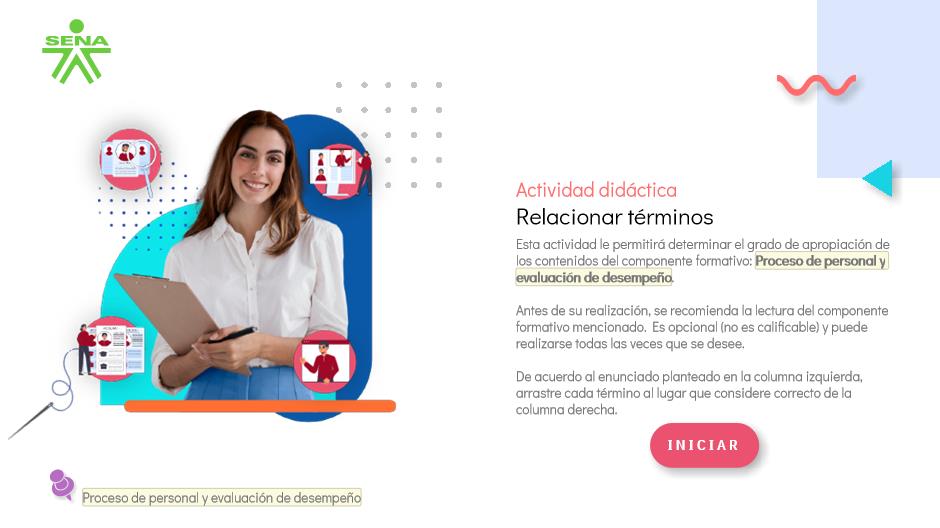 SENA
Actividad didáctica
Relacionar términos
Esta actividad le permitirá determinar el grado de apropiación de
los contenidos del componente formativo: Proceso de personal y
evaluación de desempeño.
Antes de su realización, se recomienda la lectura del componente
formativo mencionado. Es opcional (no es calificable) y puede
realizarse todas las veces que se desee.
De acuerdo al enunciado planteado en la columna izquierda,
arrastre cada término al lugar que considere correcto de la
columna derecha.
INICIAR
Proceso de personal y evaluación de desempeño